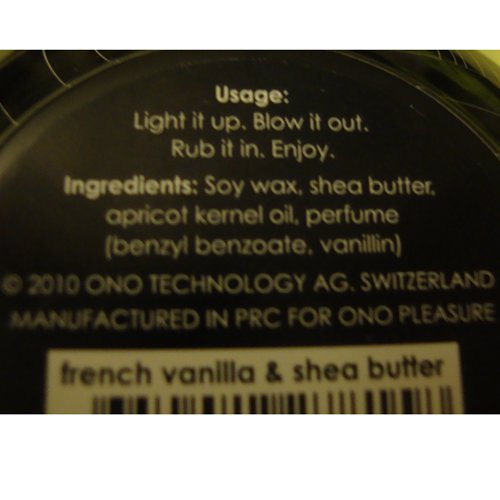 Usage:
Light it up. Blow it out.
Rub it in. Enjoy.
Ingredients: Soy wax, shea butter,
apricot kernel oil, perfume
(benzyl benzoate, vanillin)
© 2010 ONO TECHNOLOGY AG. SWITZERLAND
MANUFACTURED IN PRC FOR ONO PLEASURE
french vanilla & shea butter